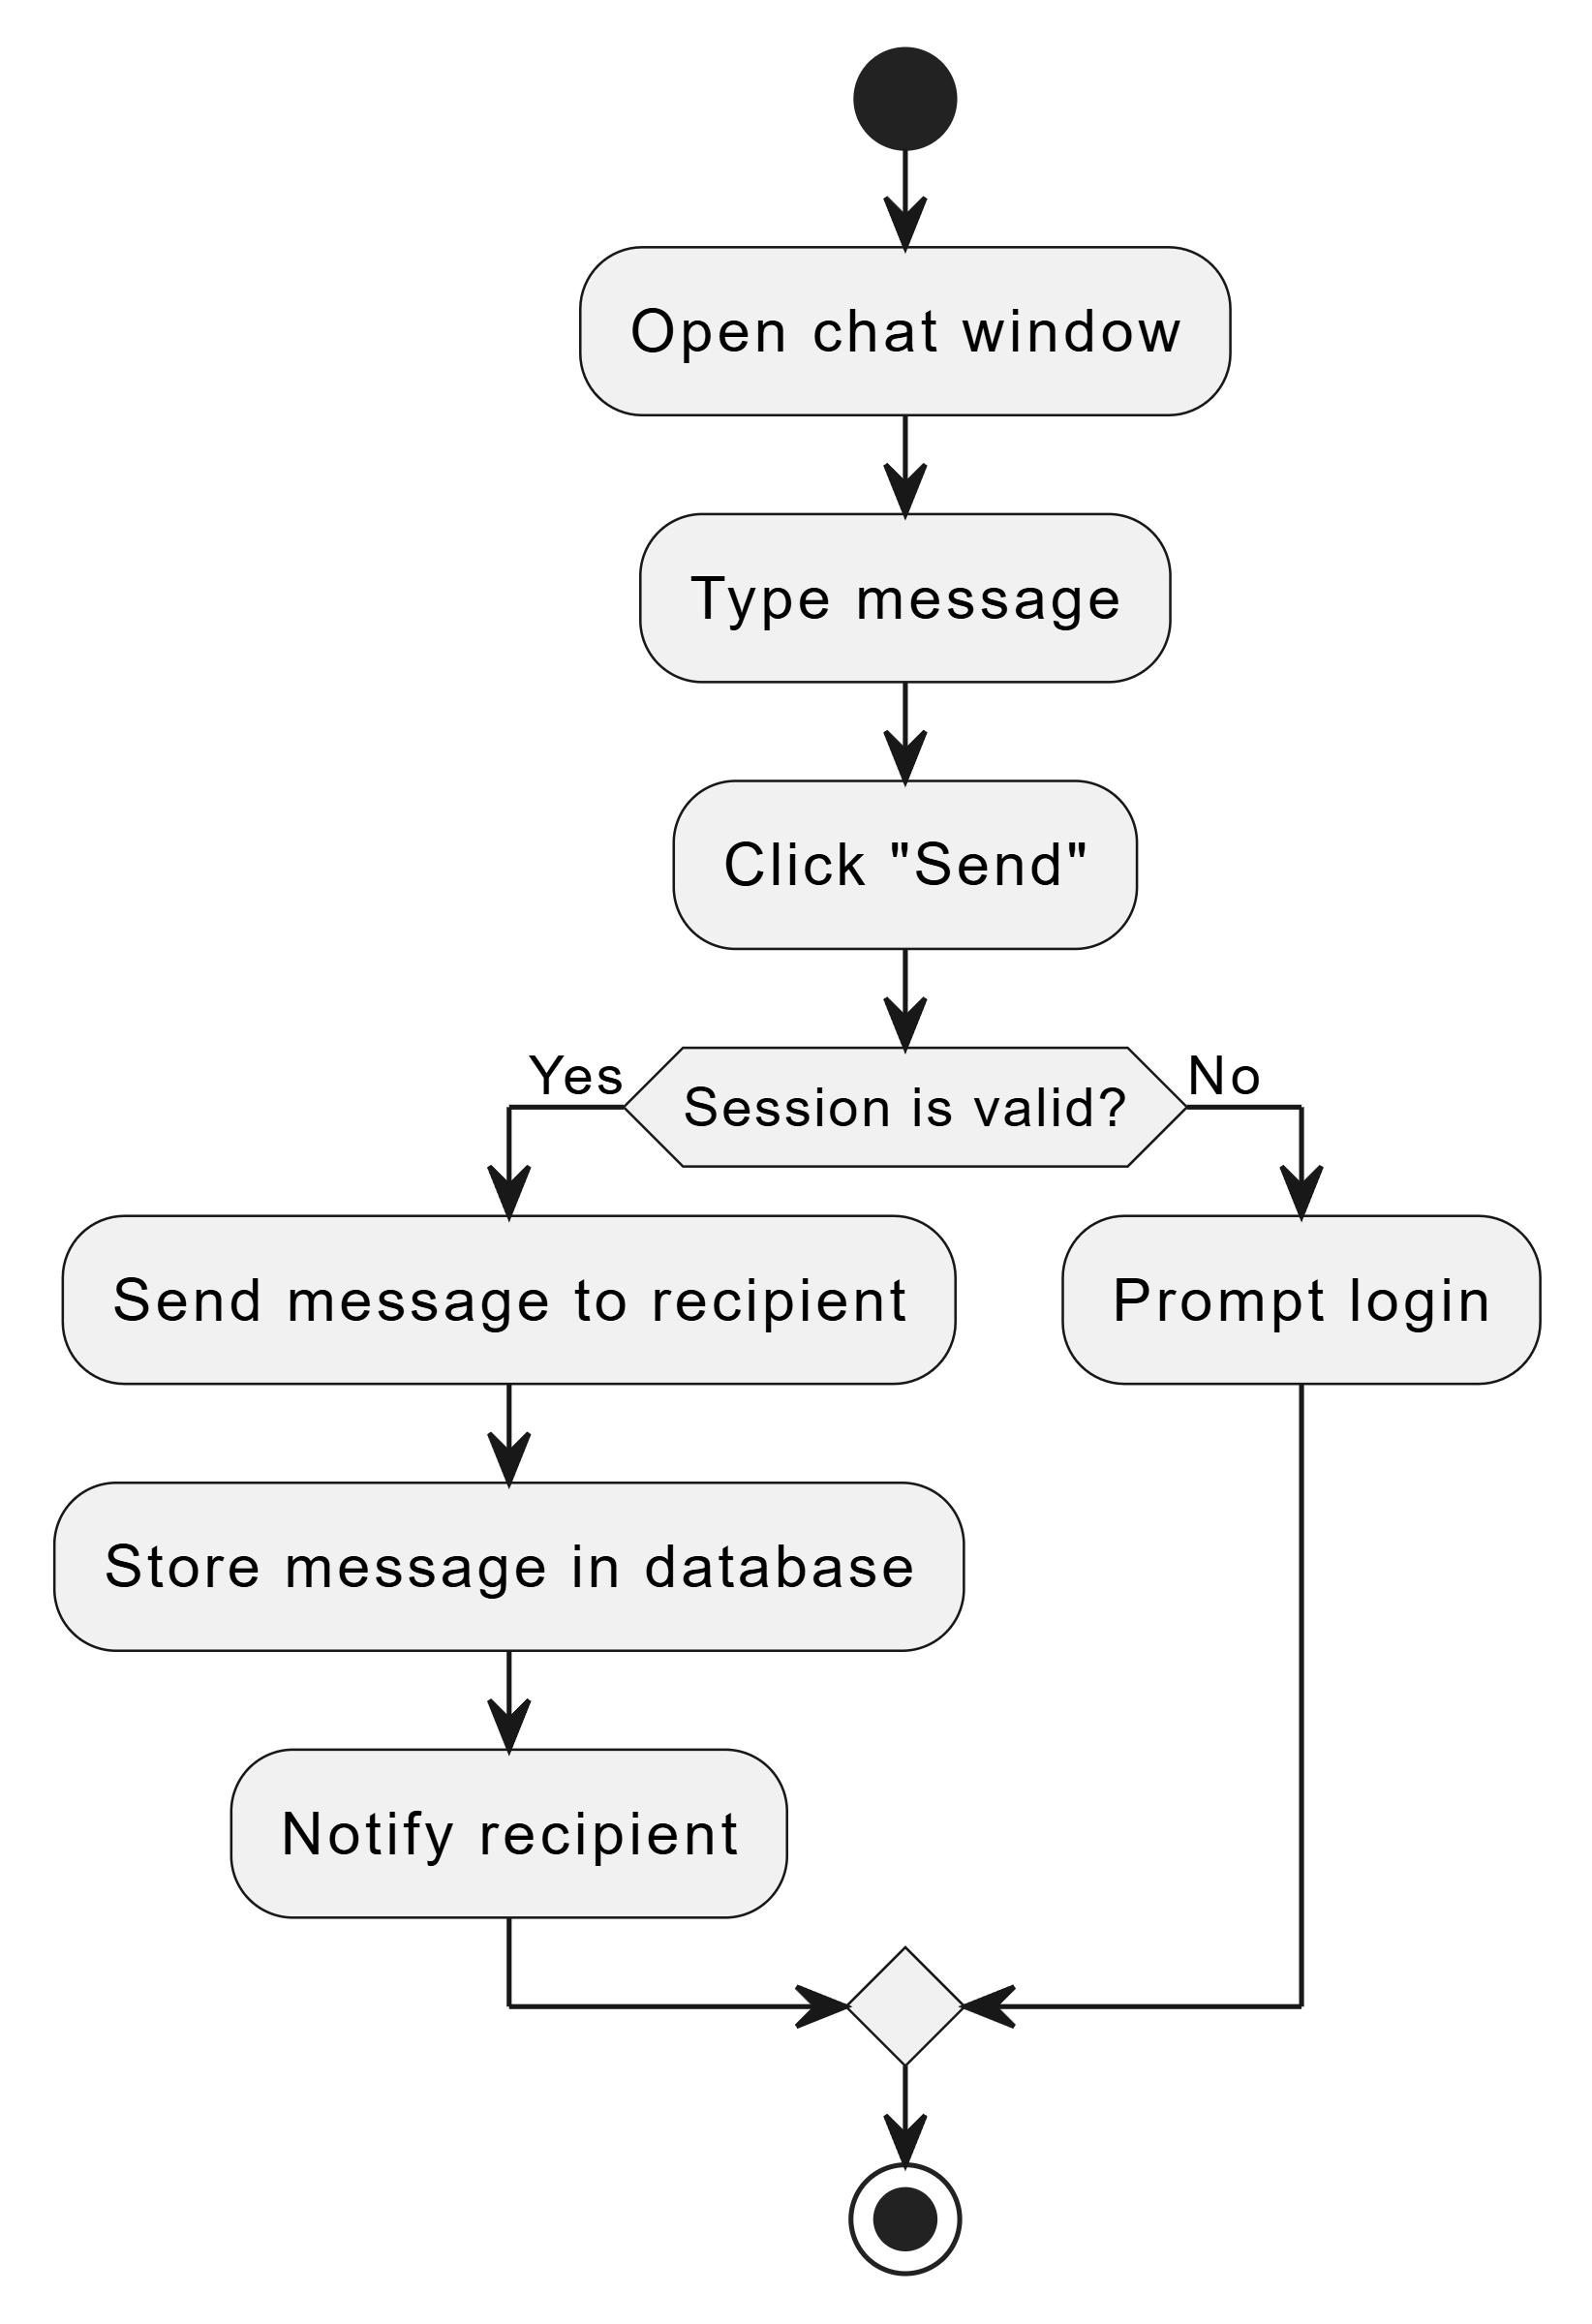 Open chat window
Type message
Click "Send"
Yes
Session is valid?
No
Send message to recipient
Prompt login
Store message in database
Notify recipient